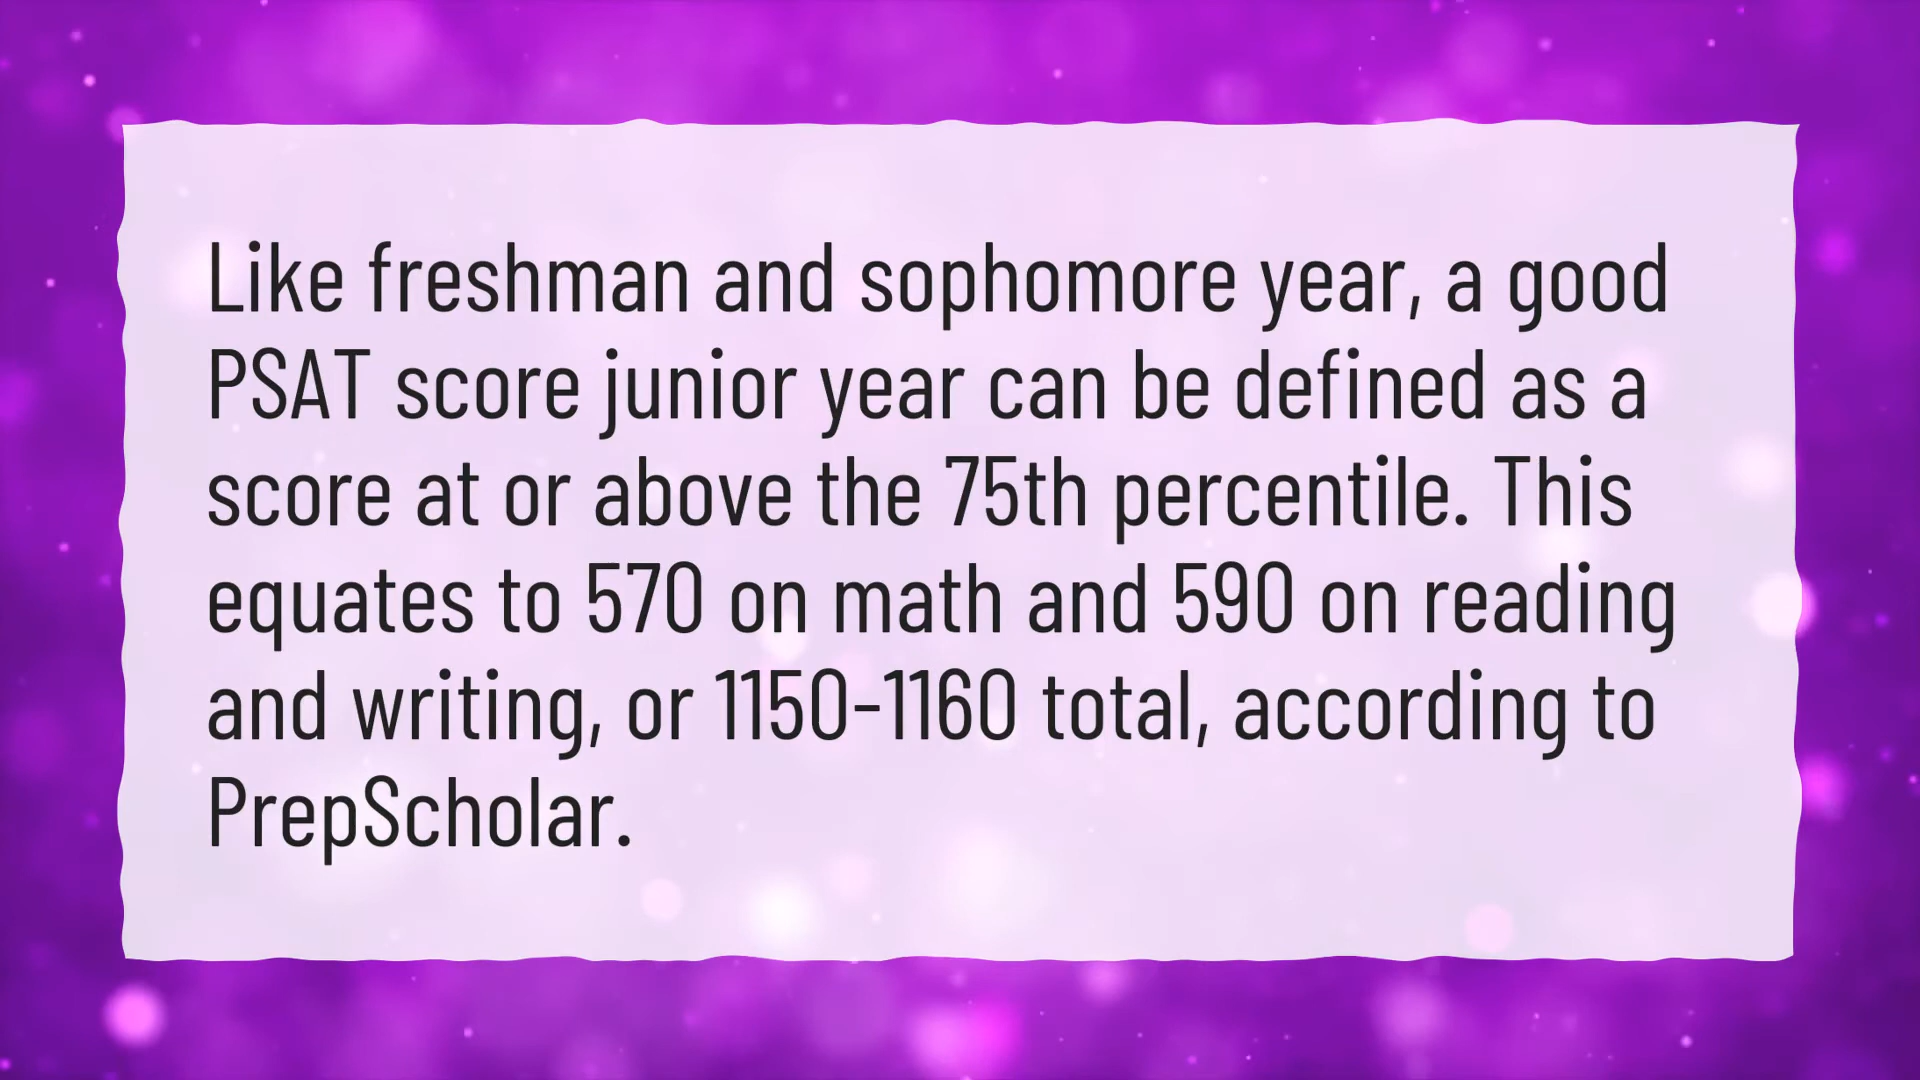 Like freshman and sophomore year, a good
PSAT score junior year can be defined as a
score at or above the 75th percentile. This
equates to 570 on math and 590 on reading
and writing, or 1150-1160 total, according to
PrepScholar.